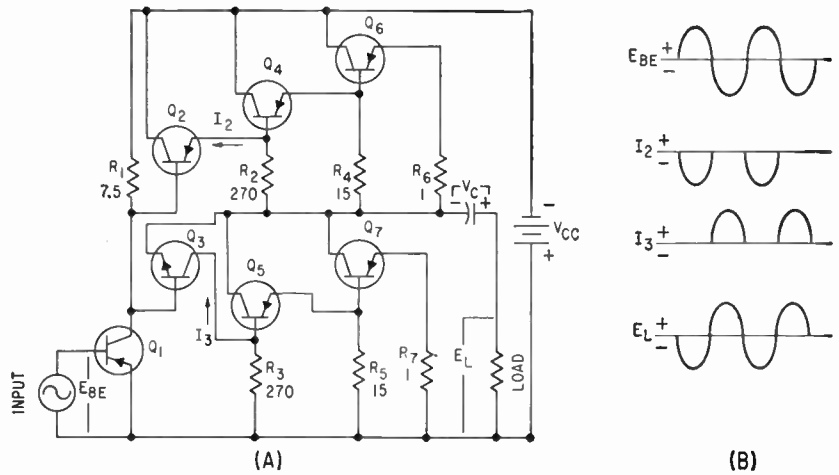 Q6
Q4
Q2
I2
R1
7.5
R2
270
R4
15
R6
1
VC
- +
-
VCC
+
Q3
Q5
Q7
I3
Q1
INPUT
EBE
R3
270
R5
15
R7
1
EL
LOAD
(A)
EBE
+
-
I2
+
-
I3
+
-
EL
+
-
(B)